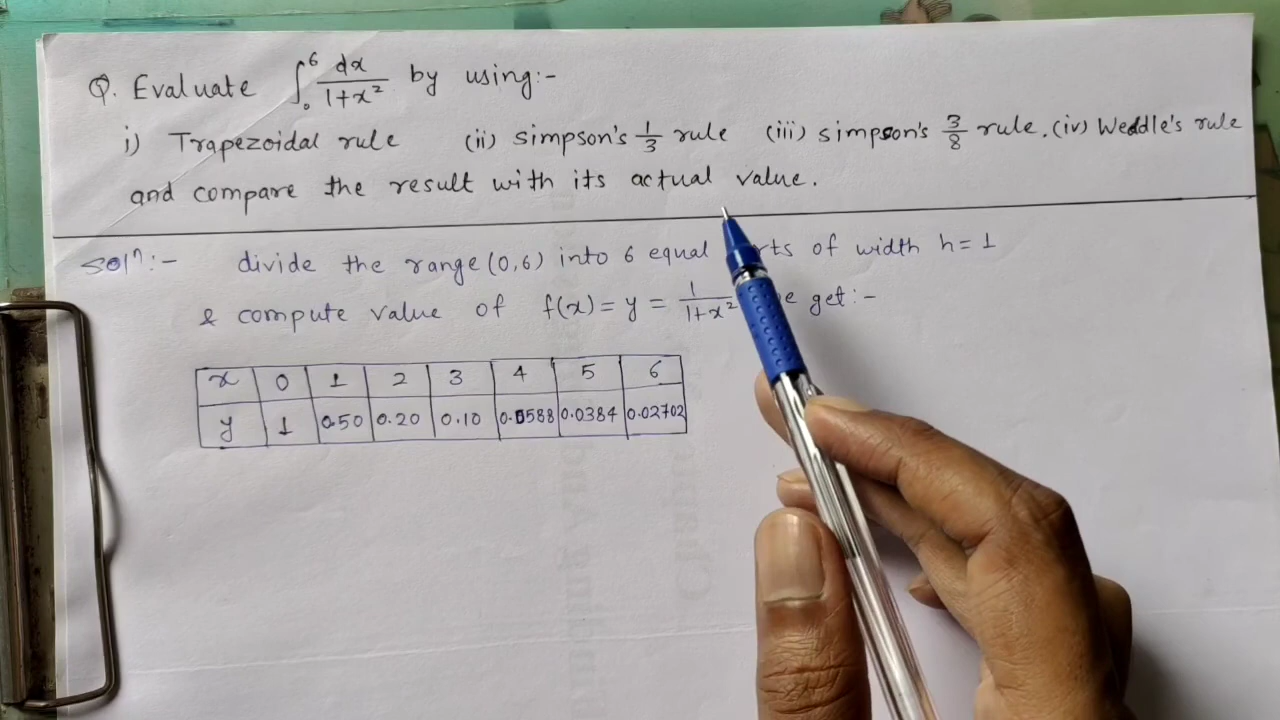 Q. Evaluate ∫₀⁶ dx/(1+x²) by using:-
i) Trapezoidal rule (ii) simpson's 1/3 rule (iii) simpson's 3/8 rule. (iv) Weddle's rule
and compare the result with its actual value.
solⁿ:- divide the range (0,6) into 6 equal rts of width h=1
& compute value of f(x)= y = 1/(1+x²) e get:-
x 0 1 2 3 4 5 6
y 1 0.50 0.20 0.10 0.0588 0.0384 0.02702